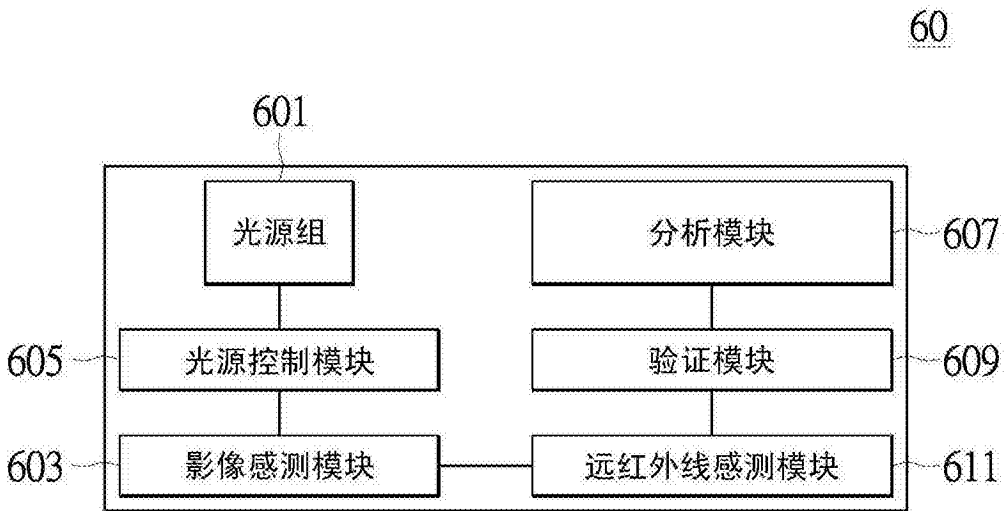 60
601
光源组
分析模块
607
605
光源控制模块
验证模块
609
603
影像感测模块
远红外线感测模块
611